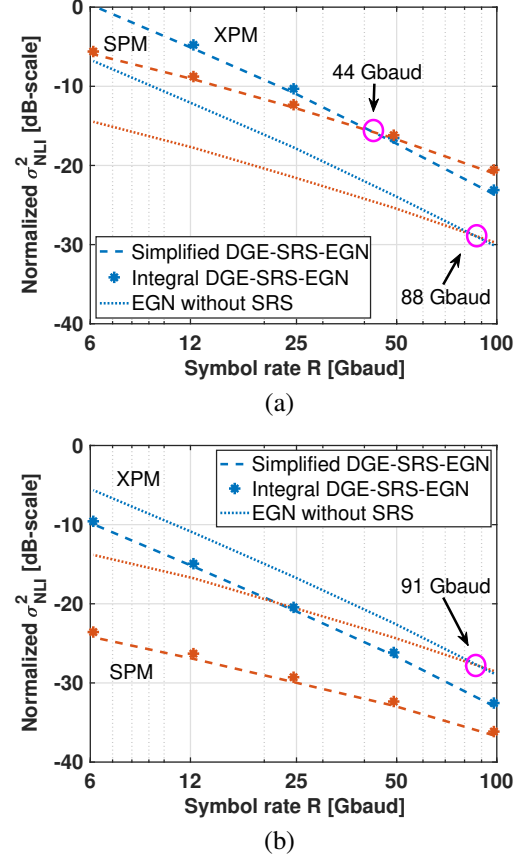 0
SPM
XPM
44 Gbaud
-10
-20
-30
-40
Normalized σ²NLI [dB-scale]
Simplified DGE-SRS-EGN
Integral DGE-SRS-EGN
EGN without SRS
88 Gbaud
6 12 25 50 100
Symbol rate R [Gbaud]
(a)
0
XPM
Simplified DGE-SRS-EGN
Integral DGE-SRS-EGN
EGN without SRS
-10
91 Gbaud
-20
SPM
-30
-40
Normalized σ²NLI [dB-scale]
6 12 25 50 100
Symbol rate R [Gbaud]
(b)